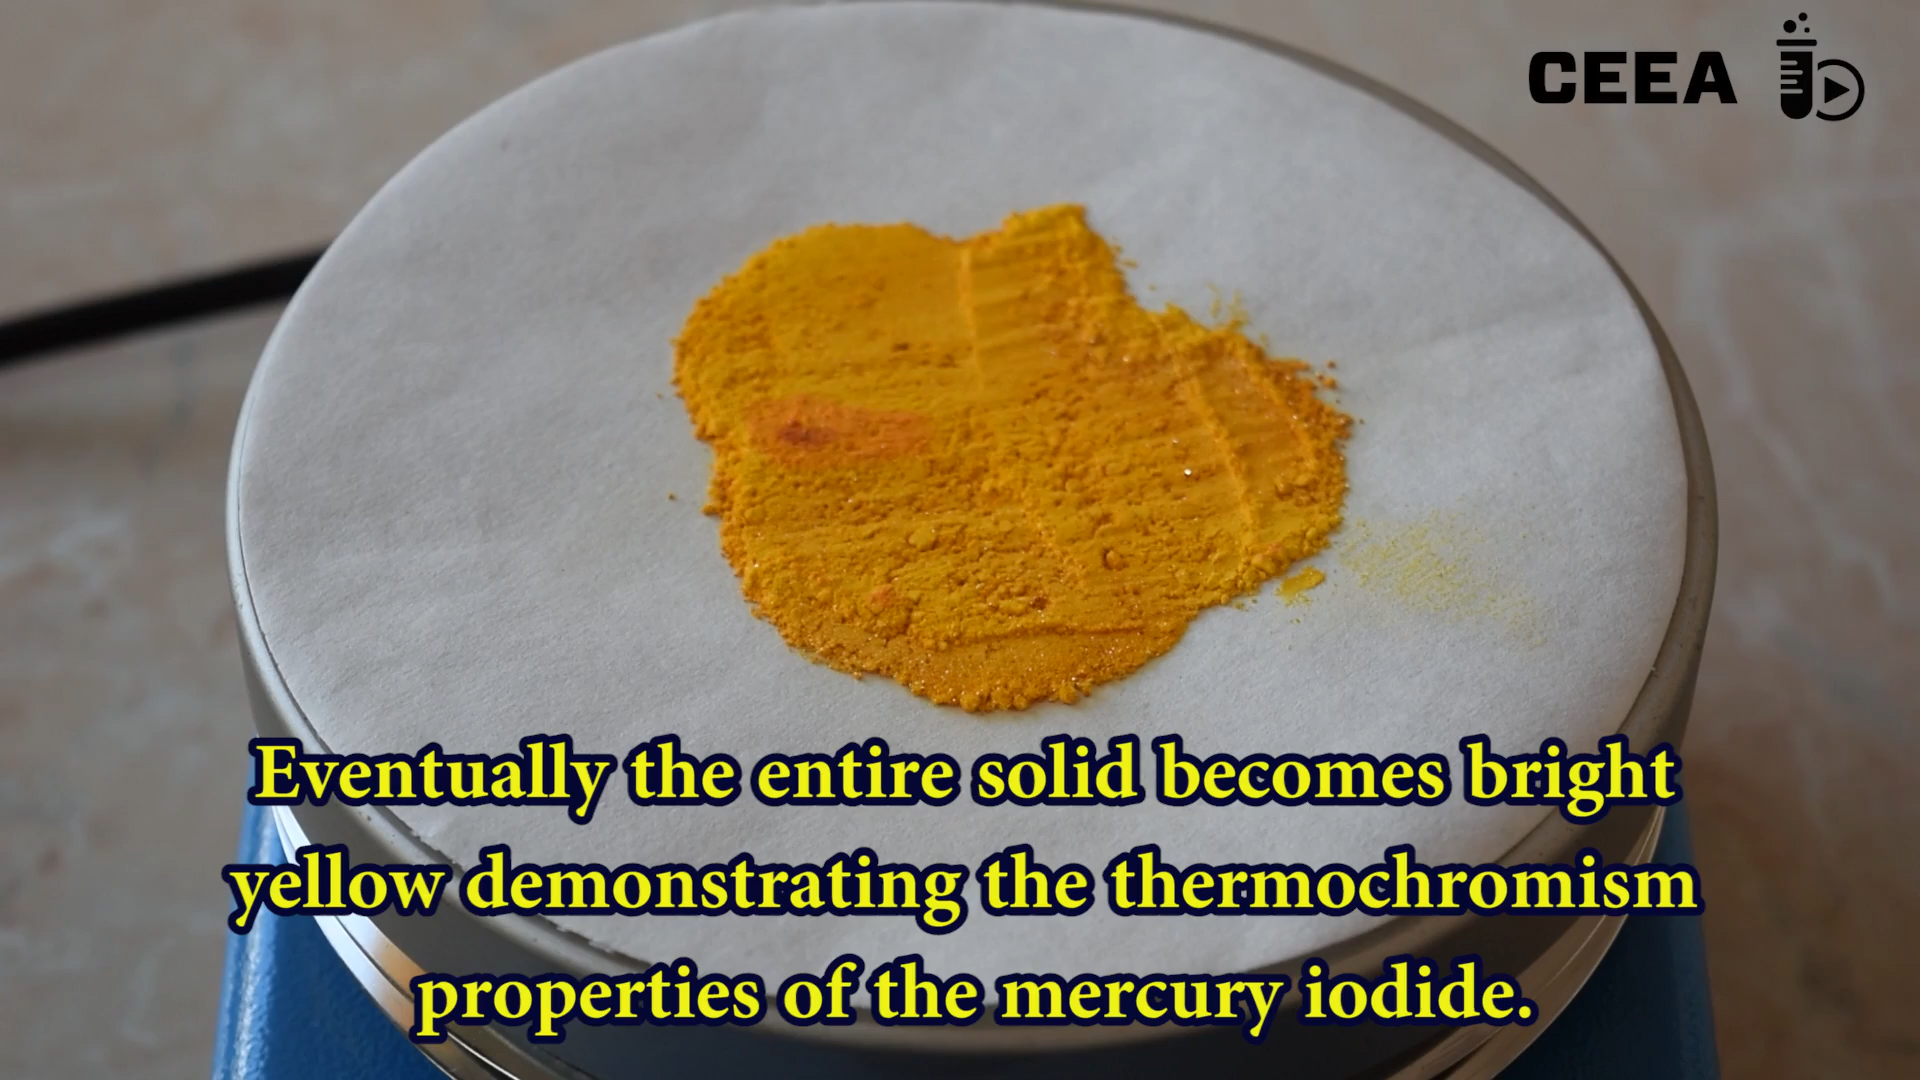 CEEA
Eventually the entire solid becomes bright
yellow demonstrating the thermochromism
properties of the mercury iodide.